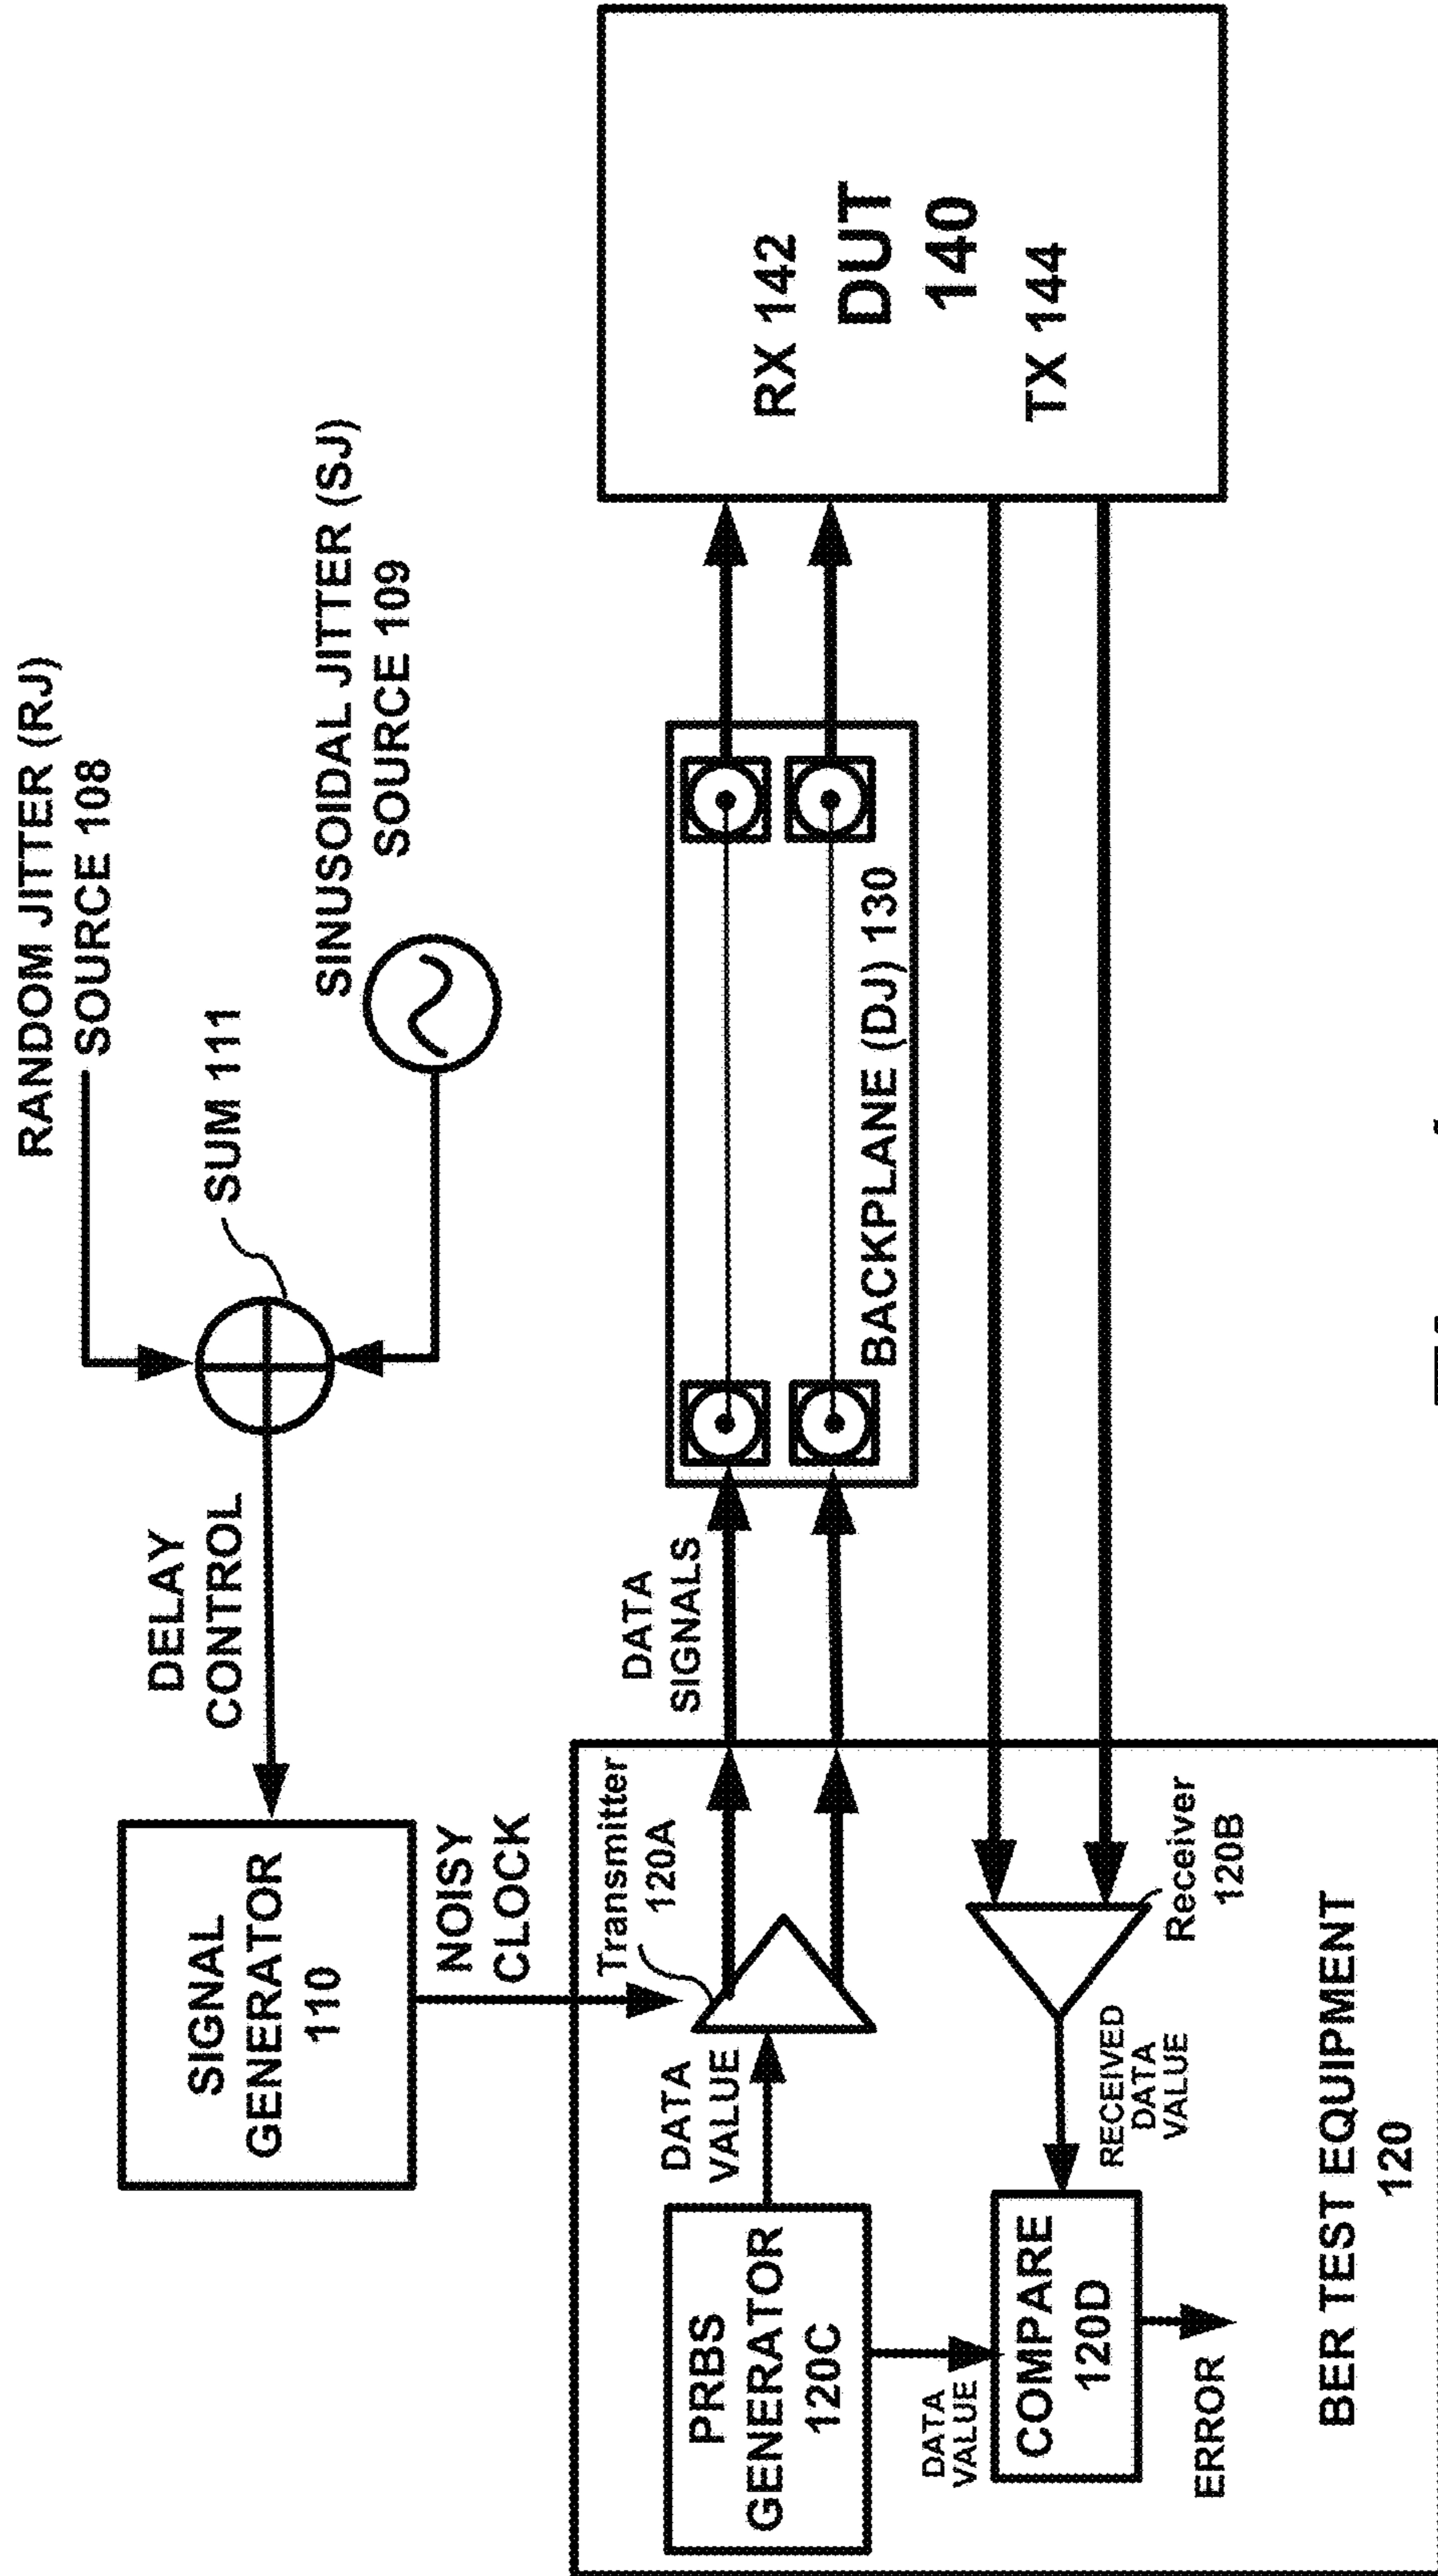 RANDOM JITTER (RJ)
SOURCE 108
SUM 111
SINUSOIDAL JITTER (SJ)
SOURCE 109
DELAY
CONTROL
SIGNAL
GENERATOR
110
NOISY
CLOCK
Transmitter
120A
DATA
SIGNALS
BACKPLANE (DJ) 130
RX 142
DUT
140
TX 144
PRBS
GENERATOR
120C
DATA
VALUE
DATA
VALUE
COMPARE
120D
RECEIVED
DATA
VALUE
Receiver
120B
ERROR
BER TEST EQUIPMENT
120